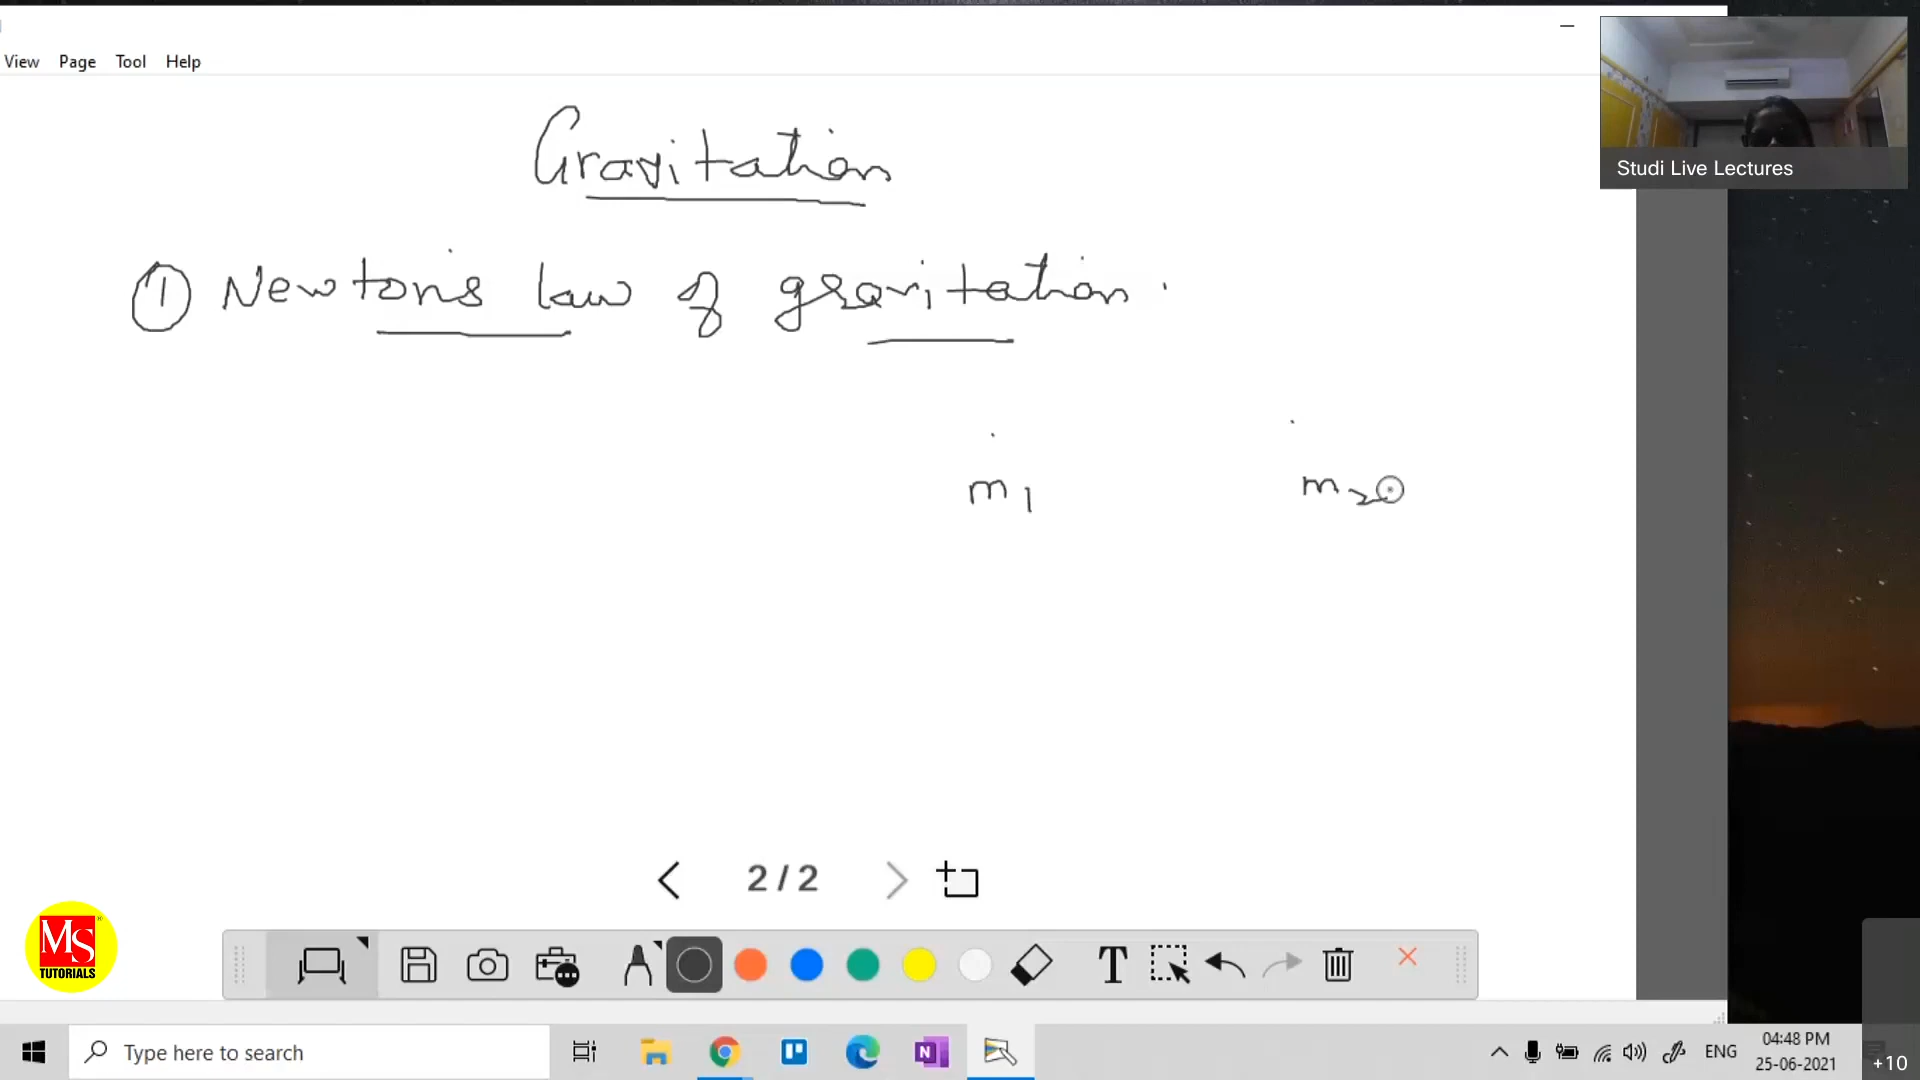 View Page Tool Help
Studi Live Lectures
Gravitation
① Newton's law of gravitation.
m1 m2
2 / 2
MS
TUTORIALS
T
Type here to search
N
ENG
04:48 PM
25-06-2021
+10